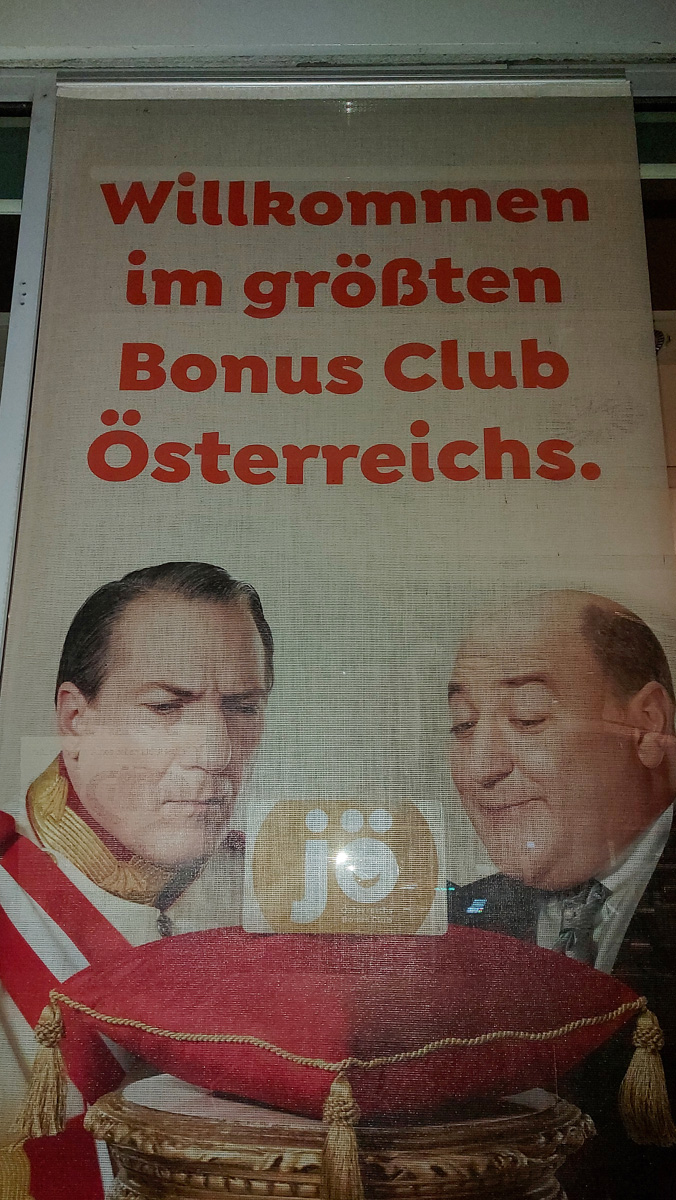 Willkommen
im größten
Bonus Club
Österreichs.
jö